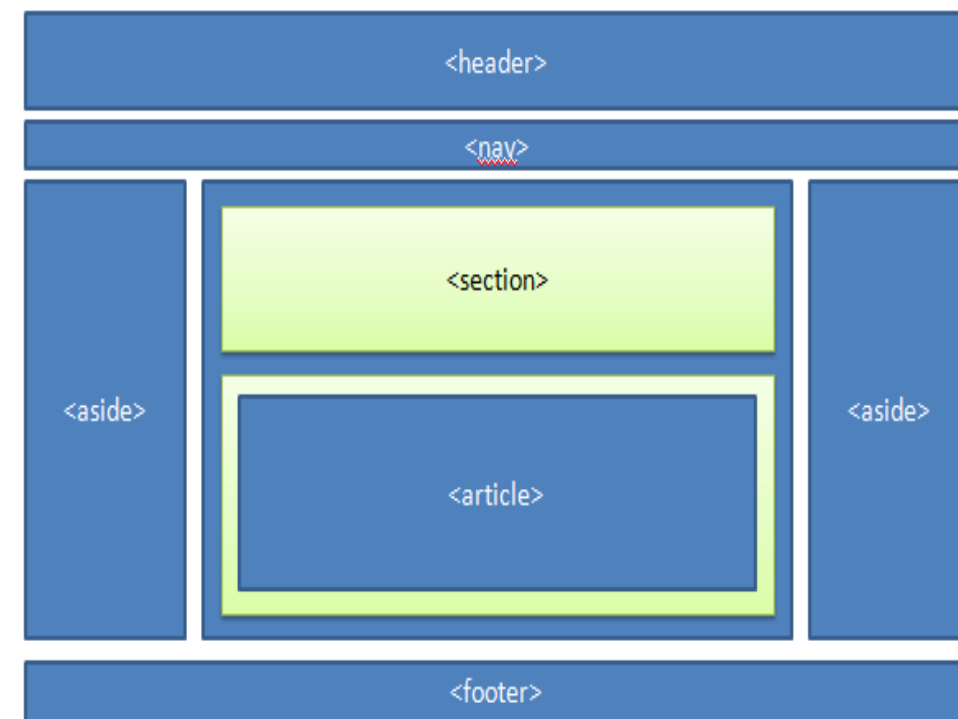 <header>
<nav>
<section>
<aside>
<aside>
<article>
<footer>